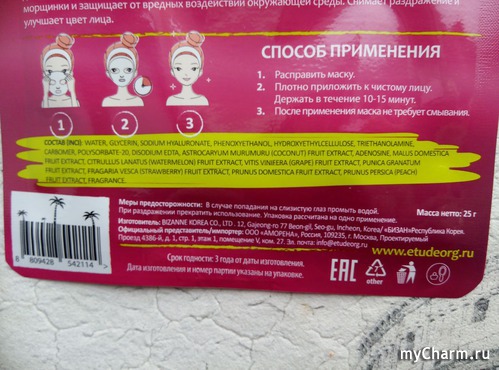 морщинки и защищает от вредных воздействий окружающей среды. Снимает раздражение и
улучшает цвет лица.
СПОСОБ ПРИМЕНЕНИЯ
1. Расправить маску.
2. Плотно приложить к чистому лицу.
Держать в течение 10-15 минут.
3. После применения маска не требует смывания.
1 2 3
СОСТАВ (INCI): WATER, GLYCERIN, SODIUM HYALURONATE, PHENOXYETHANOL, HYDROXYETHYLCELLULOSE, TRIETHANOLAMINE,
CARBOMER, POLYSORBATE-20, DISODIUM EDTA, ASTROCARYUM MURUMURU (COCONUT) FRUIT EXTRACT, ADENOSINE, MALUS DOMESTICA
FRUIT EXTRACT, CITRULLUS LANATUS (WATERMELON) FRUIT EXTRACT, VITIS VINIEERA (GRAPE) FRUIT EXTRACT, PUNICA GRANATUM
FRUIT EXTRACT, FRAGARIA VESCA (STRAWBERRY) FRUIT EXTRACT, PRUNUS DOMESTICA FRUIT EXTRACT, PRUNUS PERSICA (PEACH)
FRUIT EXTRACT, FRAGRANCE.
Меры предосторожности: В случае попадания на слизистую глаз промыть водой.
При раздражении прекратить использование. Упаковка рассчитана на одно применение.
Масса нетто: 25 г
Изготовитель: BIZANNE KOREA CO., LTD. 12, Gajeong-ro 77 Beon-gil, Seo-gu, Incheon, Korea/ «БИЗАН»Республика Корея.
Официальный представитель/импортер: ООО «АМОРЕНА», Россия, 109235, г. Москва, Проектируемый
проезд 4386-й, д. 1, стр. 3, этаж 1, помещение V, ком. 27. Эл. почта: info@etudeorg.ru
www.etudeorg.ru
Срок годности: 3 года от даты изготовления.
Дата изготовления и номер партии указаны на упаковке.
8 809428 542114
EAC
other
myCharm.ru